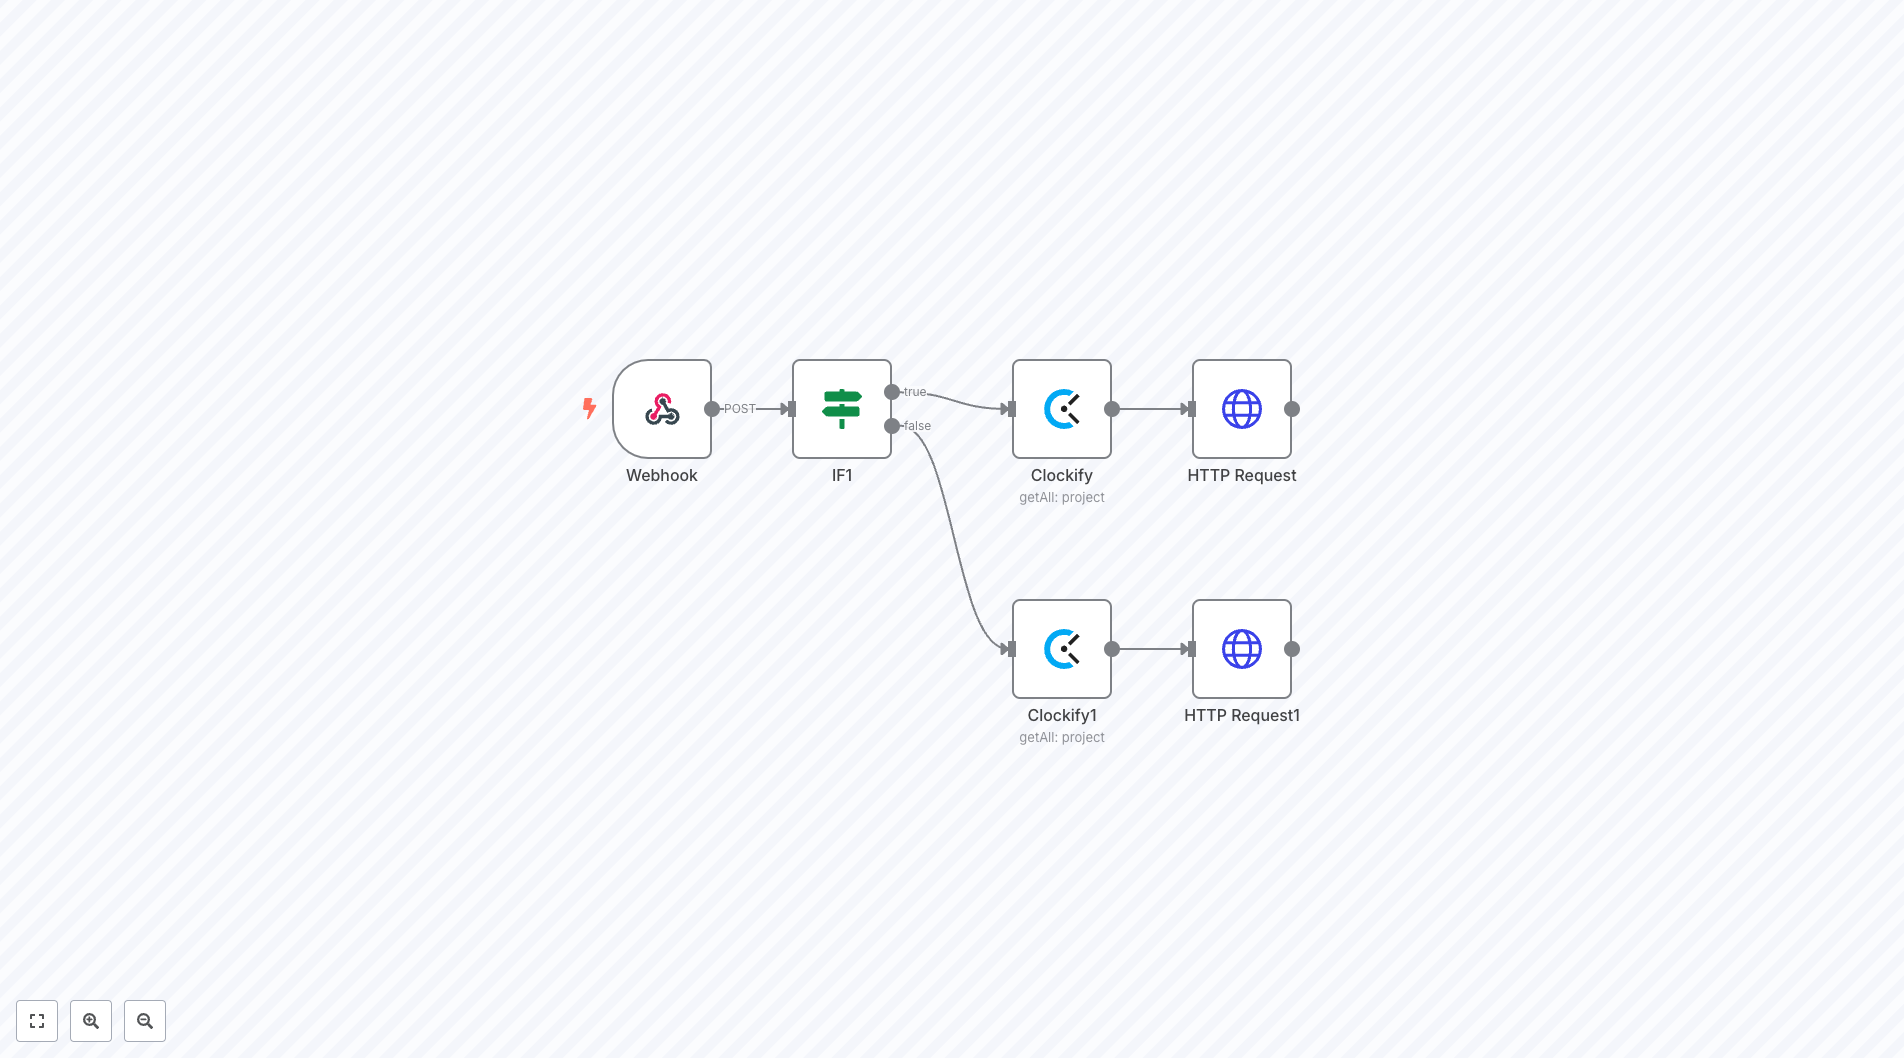 POST
true
false
Webhook
IF1
Clockify
getAll: project
HTTP Request
Clockify1
getAll: project
HTTP Request1